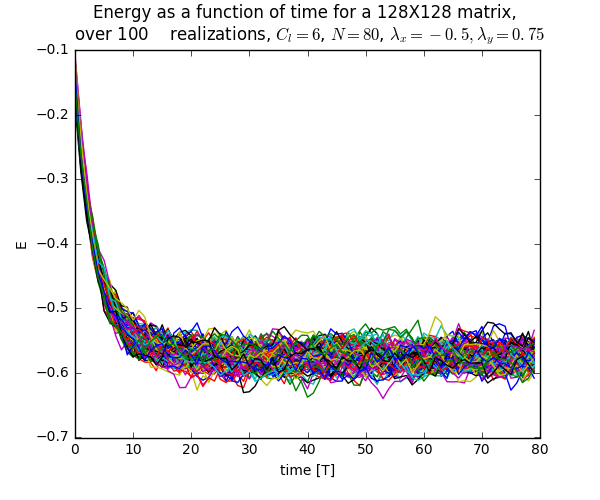 Energy as a function of time for a 128X128 matrix,
over 100    realizations, $C_l = 6$, $N = 80$, $\lambda_x = -0.5, \lambda_y = 0.75$
−0.1
−0.2
−0.3
−0.4
−0.5
−0.6
−0.7
E
0 10 20 30 40 50 60 70 80
time [T]